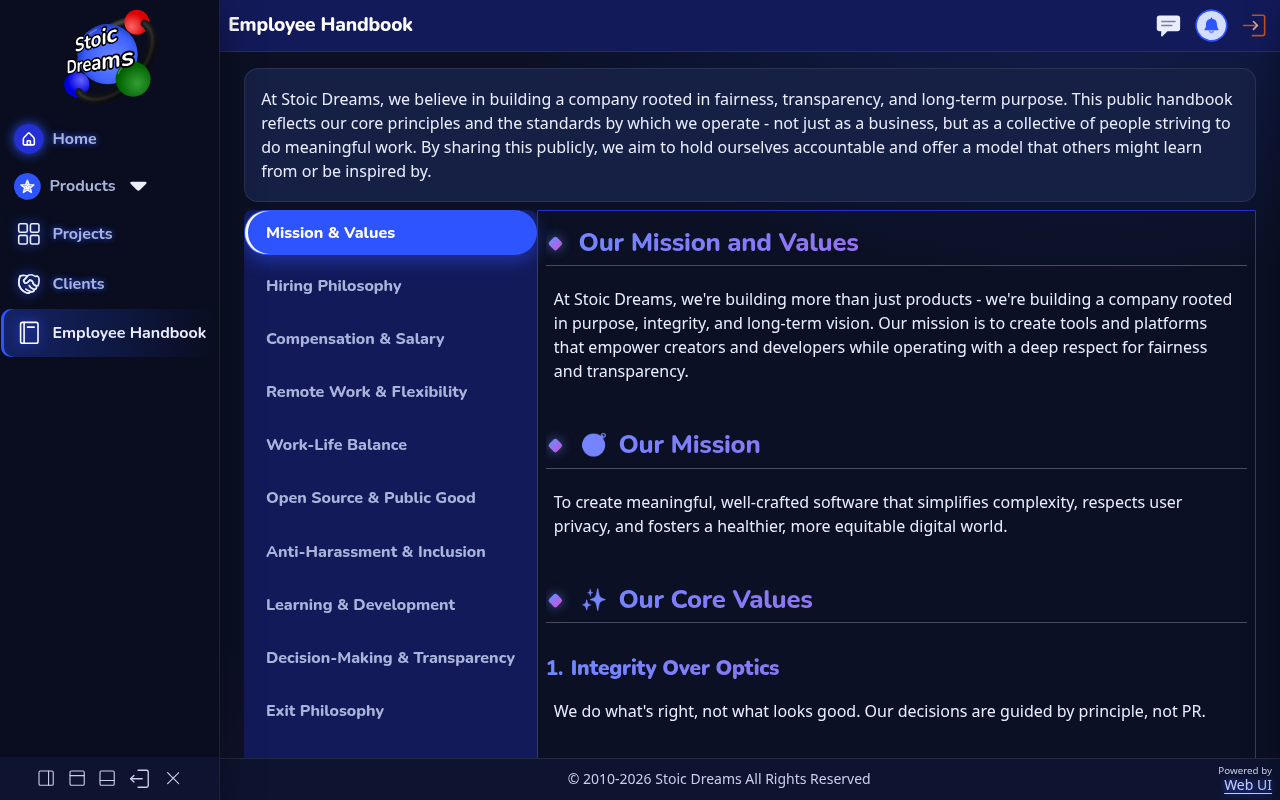 Stoic
Dreams
Home
Products
Projects
Clients
Employee Handbook
Employee Handbook
At Stoic Dreams, we believe in building a company rooted in fairness, transparency, and long-term purpose. This public handbook
reflects our core principles and the standards by which we operate - not just as a business, but as a collective of people striving to
do meaningful work. By sharing this publicly, we aim to hold ourselves accountable and offer a model that others might learn
from or be inspired by.
Mission & Values
Hiring Philosophy
Compensation & Salary
Remote Work & Flexibility
Work-Life Balance
Open Source & Public Good
Anti-Harassment & Inclusion
Learning & Development
Decision-Making & Transparency
Exit Philosophy
Our Mission and Values
At Stoic Dreams, we're building more than just products - we're building a company rooted
in purpose, integrity, and long-term vision. Our mission is to create tools and platforms
that empower creators and developers while operating with a deep respect for fairness
and transparency.
Our Mission
To create meaningful, well-crafted software that simplifies complexity, respects user
privacy, and fosters a healthier, more equitable digital world.
Our Core Values
1. Integrity Over Optics
We do what's right, not what looks good. Our decisions are guided by principle, not PR.
© 2010-2026 Stoic Dreams All Rights Reserved
Powered by
Web UI